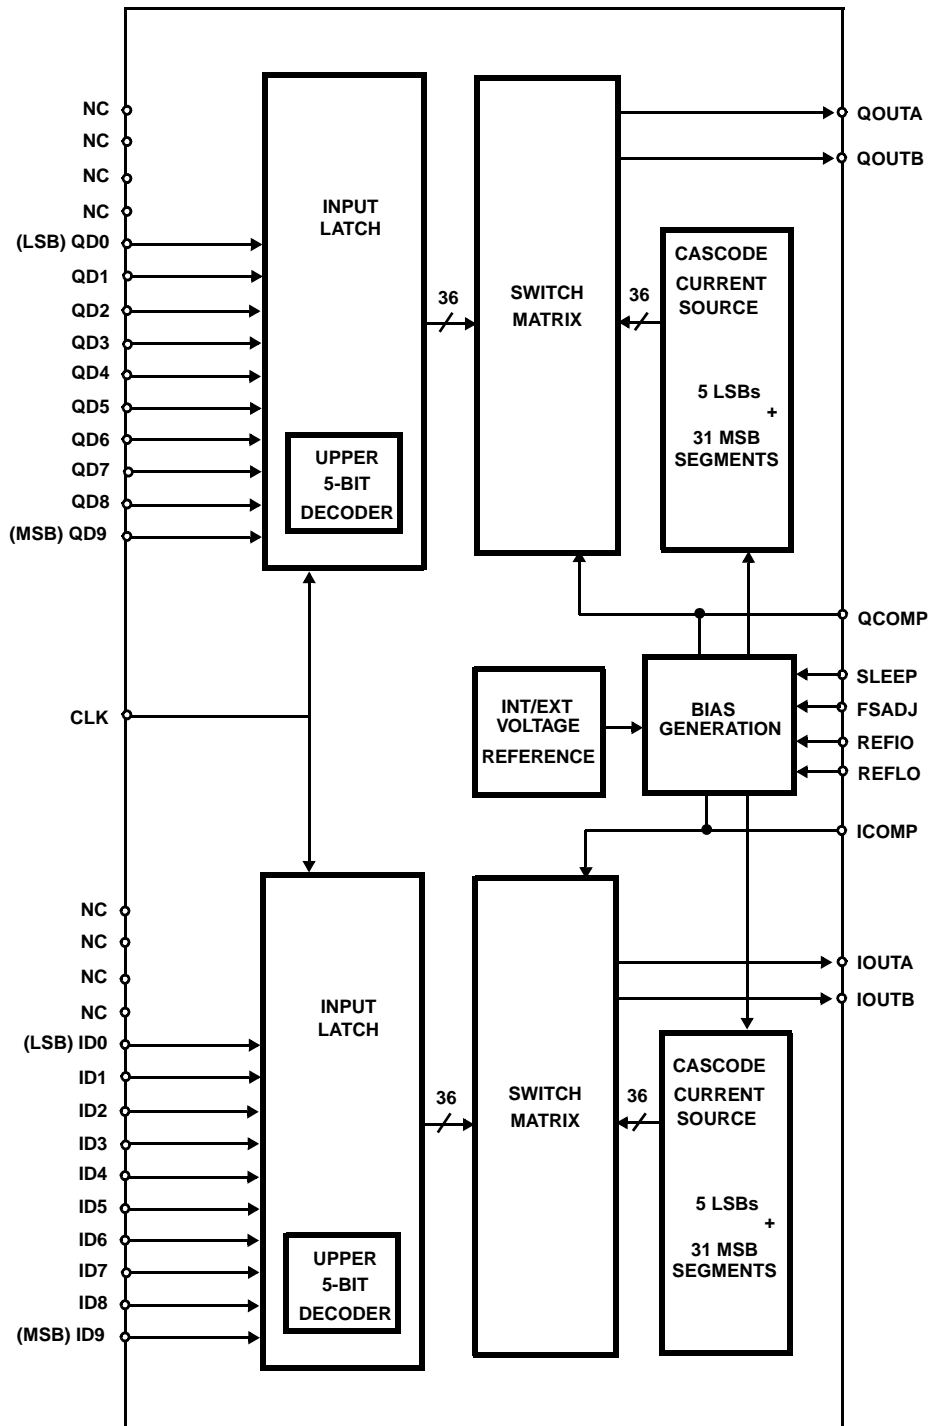 NC
NC
NC
NC
(LSB) QD0
QD1
QD2
QD3
QD4
QD5
QD6
QD7
QD8
(MSB) QD9
INPUT
LATCH
UPPER
5-BIT
DECODER
36
SWITCH
MATRIX
36
CASCODE
CURRENT
SOURCE
5 LSBs
+
31 MSB
SEGMENTS
QOUTA
QOUTB
QCOMP
CLK
INT/EXT
VOLTAGE
REFERENCE
BIAS
GENERATION
SLEEP
FSADJ
REFIO
REFLO
ICOMP
NC
NC
NC
NC
(LSB) ID0
ID1
ID2
ID3
ID4
ID5
ID6
ID7
ID8
(MSB) ID9
INPUT
LATCH
UPPER
5-BIT
DECODER
36
SWITCH
MATRIX
36
CASCODE
CURRENT
SOURCE
5 LSBs
+
31 MSB
SEGMENTS
IOUTA
IOUTB